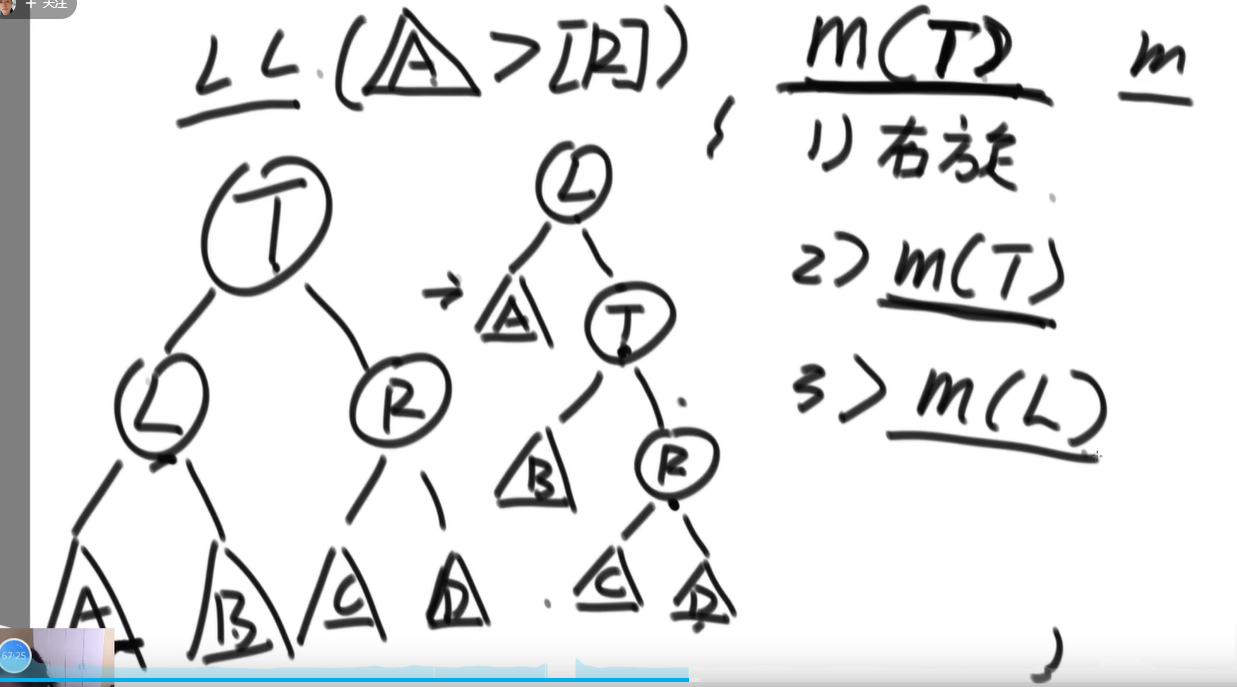 + 关注
LL (A > [R]) m(T) m
{ 1) 右旋
T L
2) m(T)
A T
L R
3) m(L)
B R
A B C D C D
}
67:25